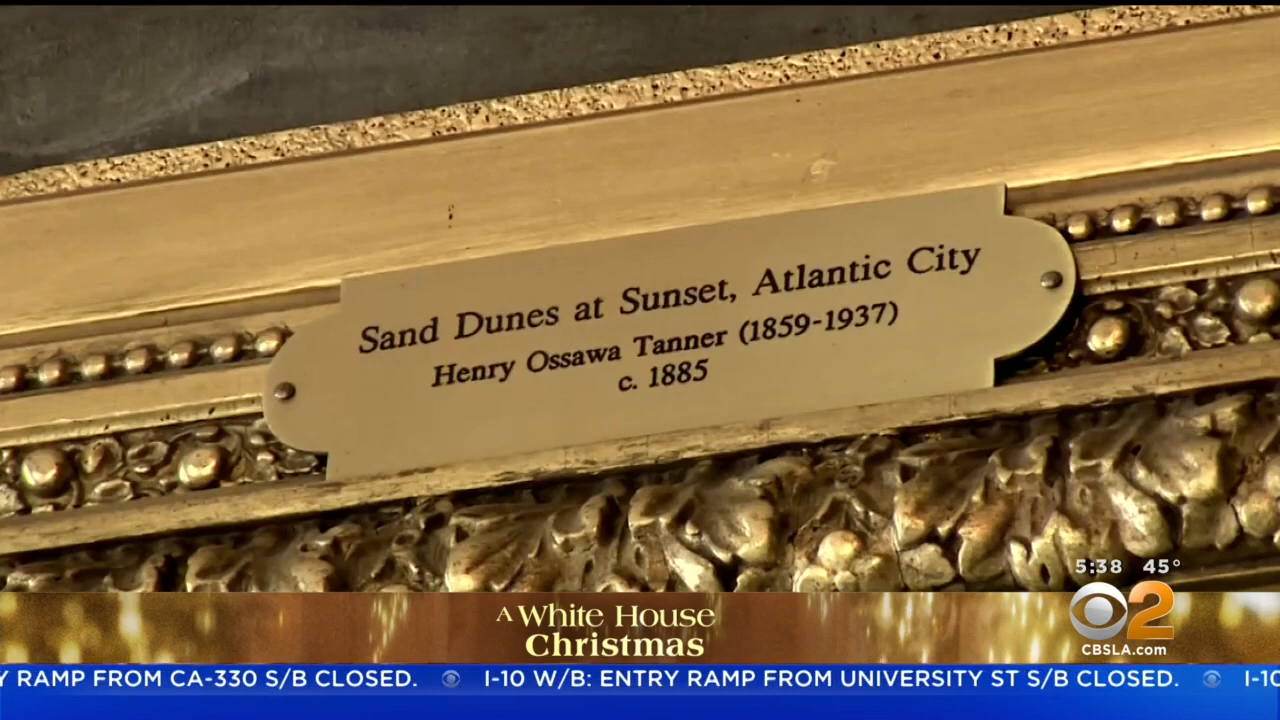 Sand Dunes at Sunset, Atlantic City
Henry Ossawa Tanner (1859-1937)
c. 1885
5:38 45°
2
CBSLA.com
A White House
Christmas
Y RAMP FROM CA-330 S/B CLOSED. I-10 W/B: ENTRY RAMP FROM UNIVERSITY ST S/B CLOSED. I-10